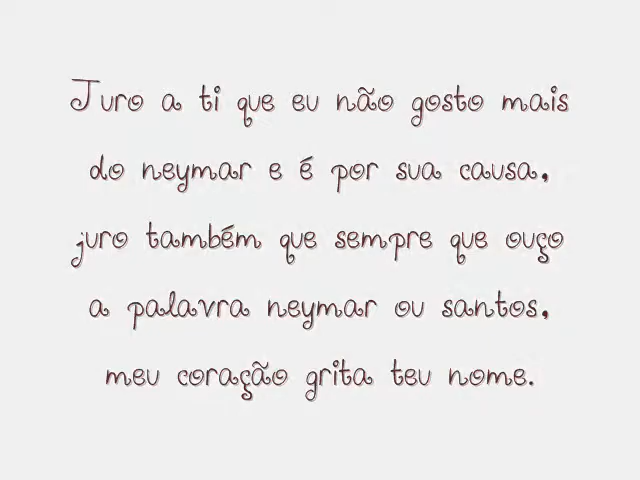 Juro a ti que eu não gosto mais
do neymar e é por sua causa,
juro também que sempre que ouço
a palavra neymar ou santos,
meu coração grita teu nome.